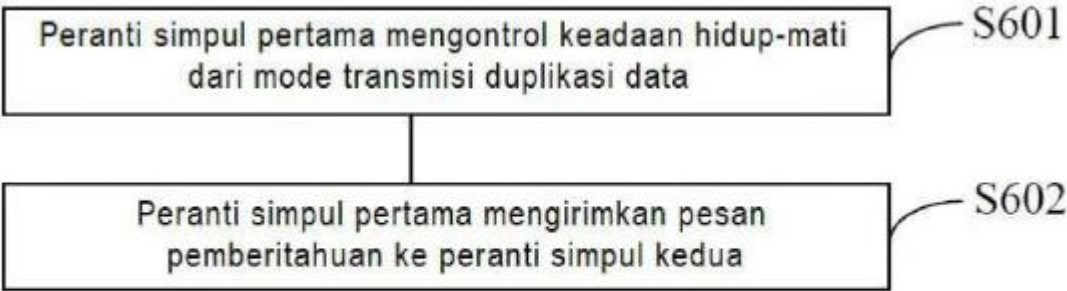 Peranti simpul pertama mengontrol keadaan hidup-mati
dari mode transmisi duplikasi data
S601
Peranti simpul pertama mengirimkan pesan
pemberitahuan ke peranti simpul kedua
S602